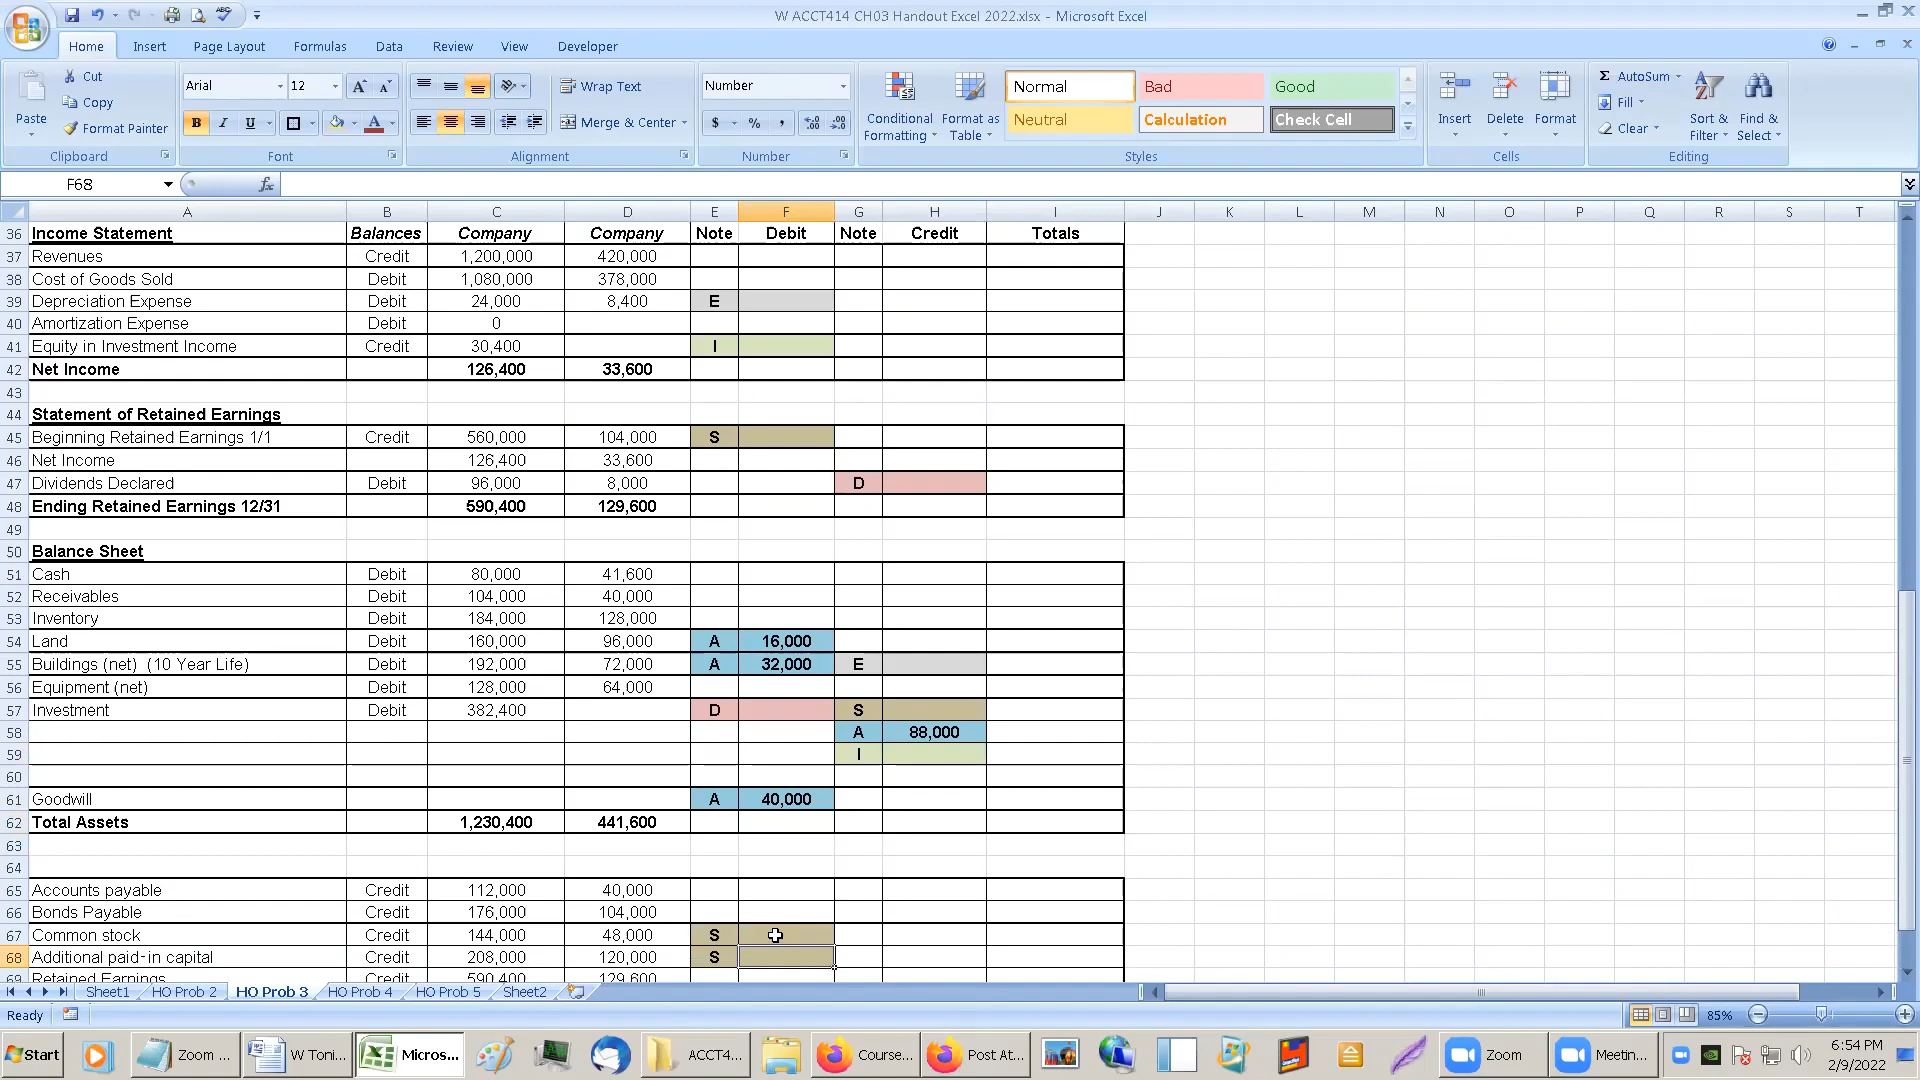 W ACCT414 CH03 Handout Excel 2022.xlsx - Microsoft Excel
Home Insert Page Layout Formulas Data Review View Developer
Paste Cut Copy Format Painter Clipboard
Arial 12 B I U A A A Font
Wrap Text Merge & Center Alignment
Number $ % , Number
Conditional Formatting Format as Table Normal Bad Good Neutral Calculation Check Cell Styles
Insert Delete Format Cells
Σ AutoSum Fill Clear Sort & Filter Find & Select Editing
F68 fx
A B C D E F G H I J K L M N O P Q R S T
36 Income Statement Balances Company Company Note Debit Note Credit Totals
37 Revenues Credit 1,200,000 420,000
38 Cost of Goods Sold Debit 1,080,000 378,000
39 Depreciation Expense Debit 24,000 8,400 E
40 Amortization Expense Debit 0
41 Equity in Investment Income Credit 30,400 I
42 Net Income 126,400 33,600
43
44 Statement of Retained Earnings
45 Beginning Retained Earnings 1/1 Credit 560,000 104,000 S
46 Net Income 126,400 33,600
47 Dividends Declared Debit 96,000 8,000 D
48 Ending Retained Earnings 12/31 590,400 129,600
49
50 Balance Sheet
51 Cash Debit 80,000 41,600
52 Receivables Debit 104,000 40,000
53 Inventory Debit 184,000 128,000
54 Land Debit 160,000 96,000 A 16,000
55 Buildings (net) (10 Year Life) Debit 192,000 72,000 A 32,000 E
56 Equipment (net) Debit 128,000 64,000
57 Investment Debit 382,400 D S
58 A 88,000
59 I
60
61 Goodwill A 40,000
62 Total Assets 1,230,400 441,600
63
64
65 Accounts payable Credit 112,000 40,000
66 Bonds Payable Credit 176,000 104,000
67 Common stock Credit 144,000 48,000 S
68 Additional paid-in capital Credit 208,000 120,000 S
69 Retained Earnings Credit 590,400 129,600
Sheet1 HO Prob 2 HO Prob 3 HO Prob 4 HO Prob 5 Sheet2
Ready 85%
Start Zoom ... W Toni... Micros... ACCT4... Course... Post At... Zoom Meetin... 6:54 PM
2/9/2022